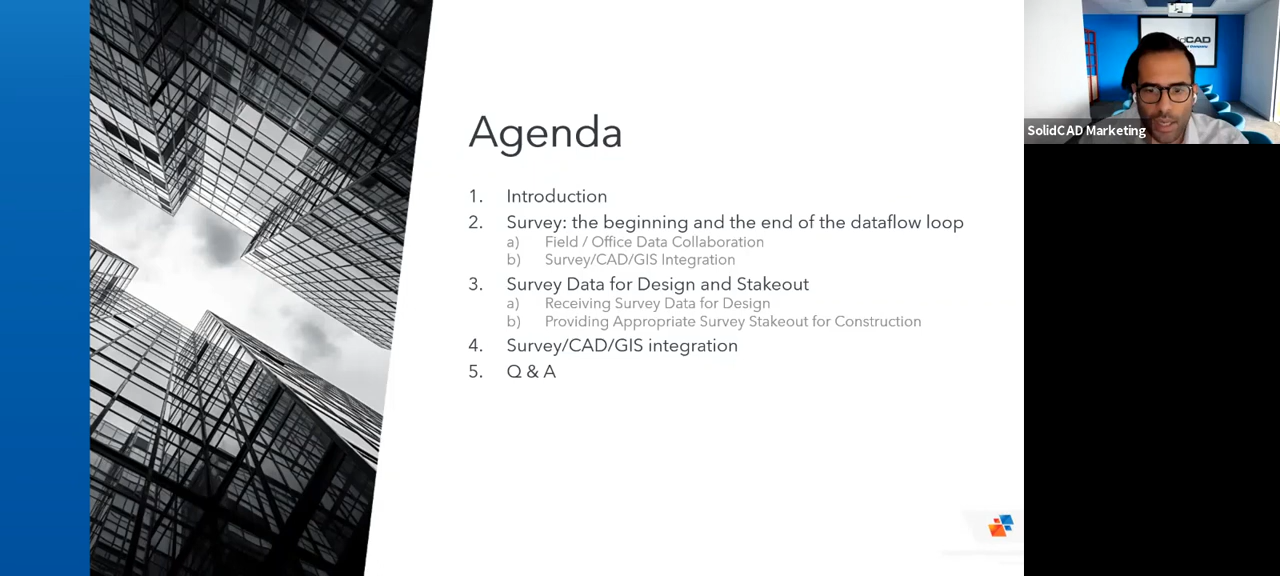 Agenda
1. Introduction
2. Survey: the beginning and the end of the dataflow loop
a) Field / Office Data Collaboration
b) Survey/CAD/GIS Integration
3. Survey Data for Design and Stakeout
a) Receiving Survey Data for Design
b) Providing Appropriate Survey Stakeout for Construction
4. Survey/CAD/GIS integration
5. Q & A
SolidCAD Marketing